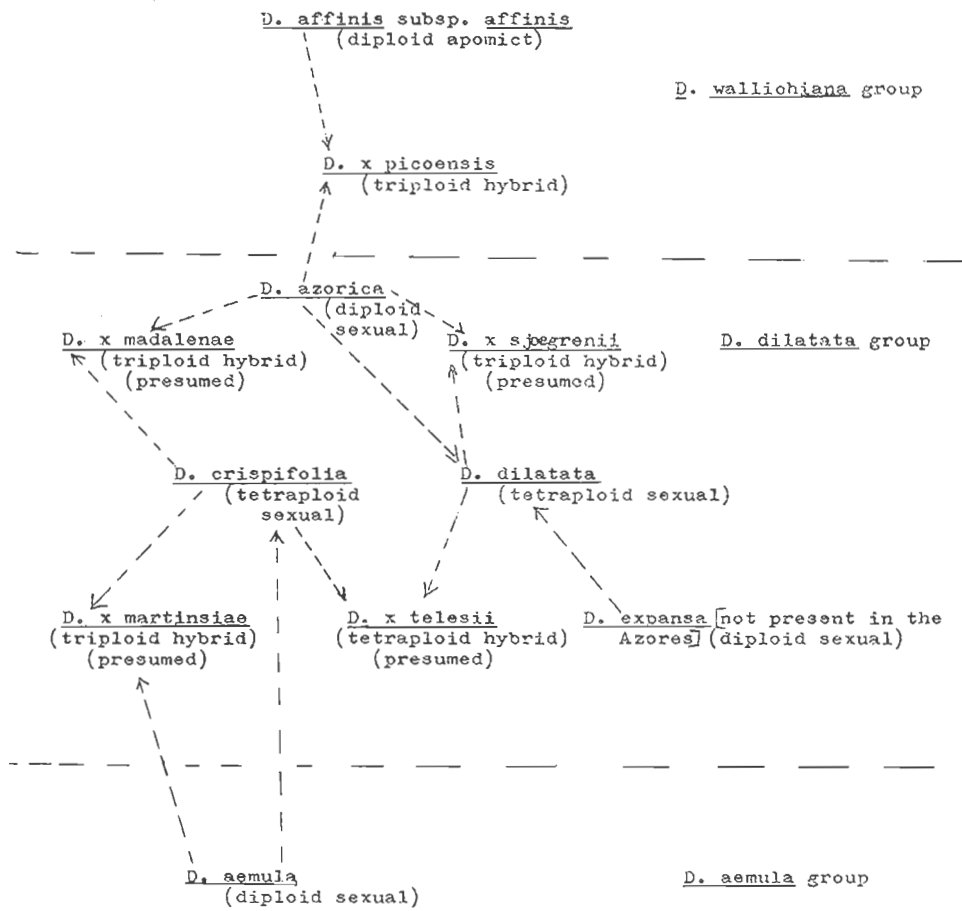 D. affinis subsp. affinis
(diploid apomict)
D. walliohiana group
D. x picoensis
(triploid hybrid)
D. azorica
(diploid
sexual)
D. x madalenae
(triploid hybrid)
(presumed)
D. x sjoegrenii
(triploid hybrid)
(presumed)
D. dilatata group
D. crispifolia
(tetraploid
sexual)
D. dilatata
(tetraploid sexual)
D. x martinsiae
(triploid hybrid)
(presumed)
D. x telesii
(tetraploid hybrid)
(presumed)
D. expansa [not present in the
Azores] (diploid sexual)
D. aemula
(diploid sexual)
D. aemula group